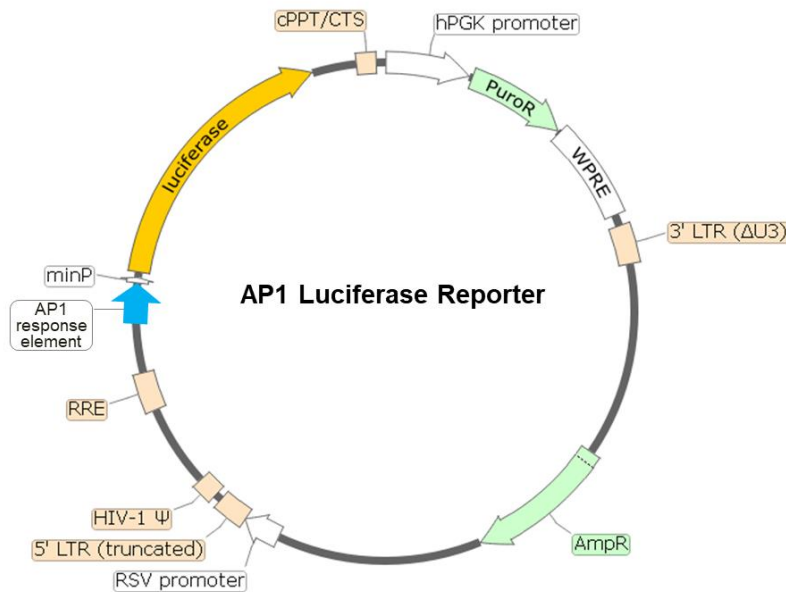 cPPT/CTS
hPGK promoter
PuroR
WPRE
luciferase
3' LTR (ΔU3)
minP
AP1 Luciferase Reporter
AP1
response
element
RRE
HIV-1 Ψ
5' LTR (truncated)
RSV promoter
AmpR